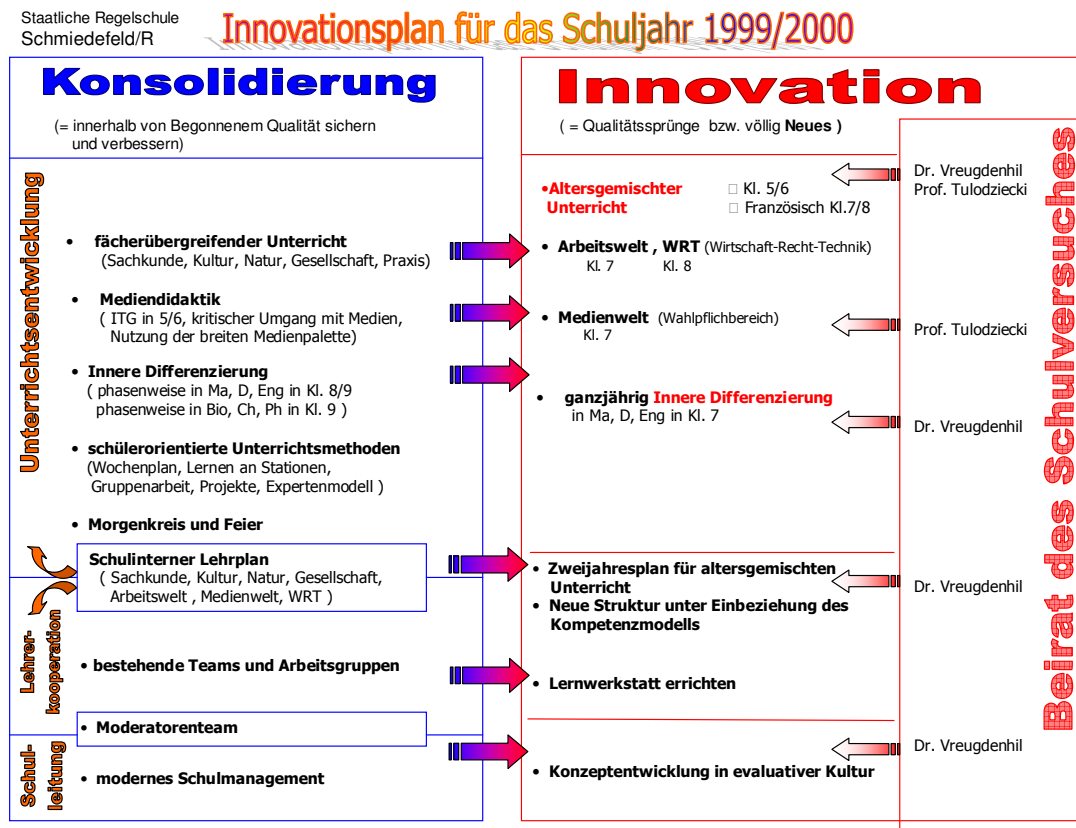 Staatliche Regelschule
Schmiedefeld/R
Innovationsplan für das Schuljahr 1999/2000
Konsolidierung
(= innerhalb von Begonnenem Qualität sichern
und verbessern)
Unterrichtsentwicklung
• fächerübergreifender Unterricht
(Sachkunde, Kultur, Natur, Gesellschaft, Praxis)
• Mediendidaktik
( ITG in 5/6, kritischer Umgang mit Medien,
Nutzung der breiten Medienpalette)
• Innere Differenzierung
( phasenweise in Ma, D, Eng in Kl. 8/9
phasenweise in Bio, Ch, Ph in Kl. 9 )
• schülerorientierte Unterrichtsmethoden
(Wochenplan, Lernen an Stationen,
Gruppenarbeit, Projekte, Expertenmodell )
• Morgenkreis und Feier
Schulinterner Lehrplan
( Sachkunde, Kultur, Natur, Gesellschaft,
Arbeitswelt , Medienwelt, WRT )
Lehrer-
kooperation
• bestehende Teams und Arbeitsgruppen
• Moderatorenteam
Schul-
leitung
• modernes Schulmanagement
Innovation
( = Qualitätssprünge bzw. völlig Neues )
•Altersgemischter
Unterricht
□ Kl. 5/6
□ Französisch Kl.7/8
• Arbeitswelt , WRT (Wirtschaft-Recht-Technik)
Kl. 7 Kl. 8
• Medienwelt (Wahlpflichbereich)
Kl. 7
• ganzjährig Innere Differenzierung
in Ma, D, Eng in Kl. 7
• Zweijahresplan für altersgemischten
Unterricht
• Neue Struktur unter Einbeziehung des
Kompetenzmodells
• Lernwerkstatt errichten
• Konzeptentwicklung in evaluativer Kultur
Dr. Vreugdenhil
Prof. Tulodziecki
Prof. Tulodziecki
Dr. Vreugdenhil
Dr. Vreugdenhil
Dr. Vreugdenhil
Beirat des Schulversuches